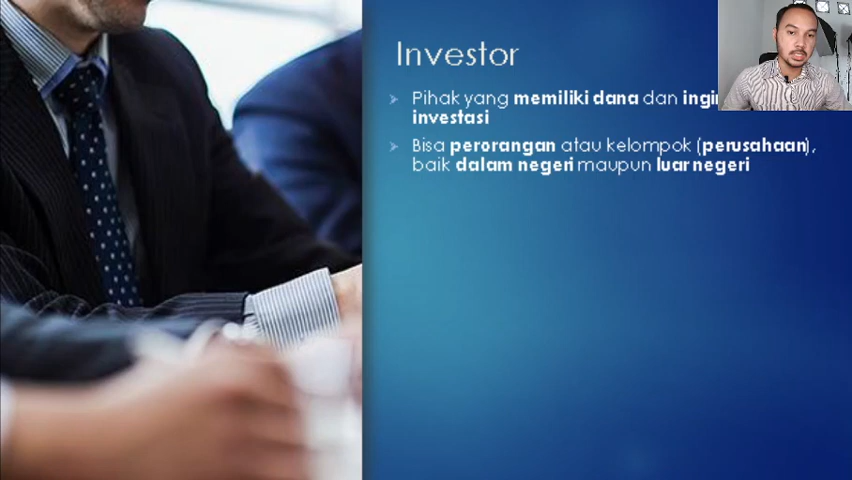 Investor
Pihak yang memiliki dana dan
investasi
Bisa perorangan atau kelompok (perusahaan),
baik dalam negeri maupun luar negeri